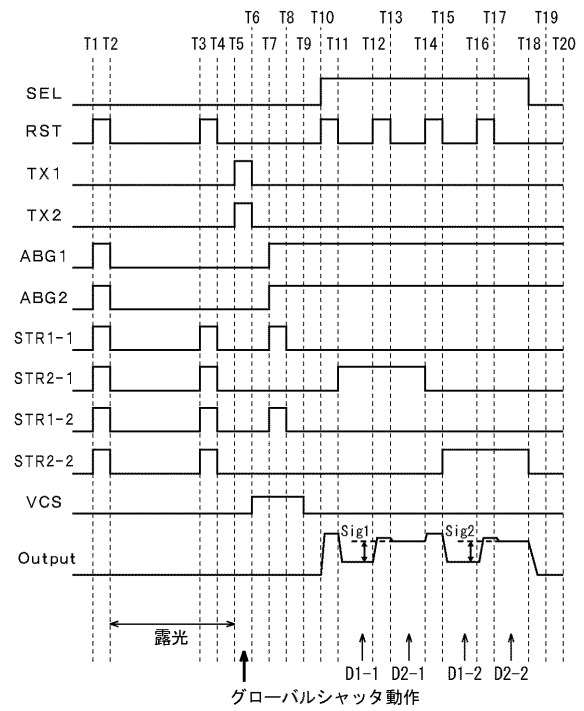 T6 T8 T10 T13 T15 T17 T19
T1 T2 T3 T4 T5 T7 T9 T11 T12 T14 T16 T18 T20
SEL
RST
TX1
TX2
ABG1
ABG2
STR1-1
STR2-1
STR1-2
STR2-2
VCS
Sig1 Sig2
Output
露光
D1-1 D2-1 D1-2 D2-2
グローバルシャッタ動作